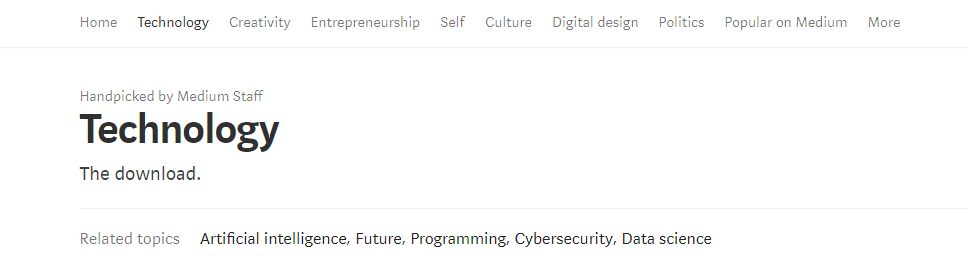 Home Technology Creativity Entrepreneurship Self Culture Digital design Politics Popular on Medium More
Handpicked by Medium Staff
Technology
The download.
Related topics Artificial intelligence, Future, Programming, Cybersecurity, Data science